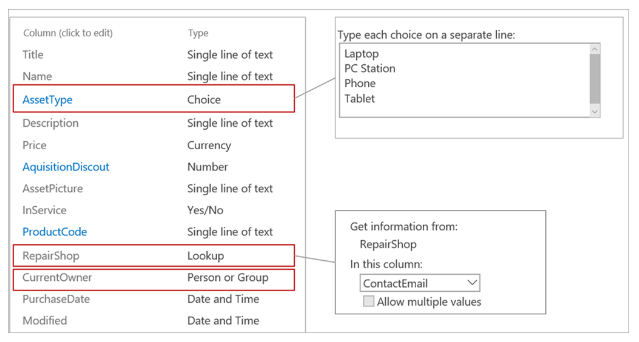 Column (click to edit) Type
Title Single line of text
Name Single line of text
AssetType Choice
Description Single line of text
Price Currency
AquisitionDiscout Number
AssetPicture Single line of text
InService Yes/No
ProductCode Single line of text
RepairShop Lookup
CurrentOwner Person or Group
PurchaseDate Date and Time
Modified Date and Time
Type each choice on a separate line:
Laptop
PC Station
Phone
Tablet
Get information from:
RepairShop
In this column:
ContactEmail
Allow multiple values